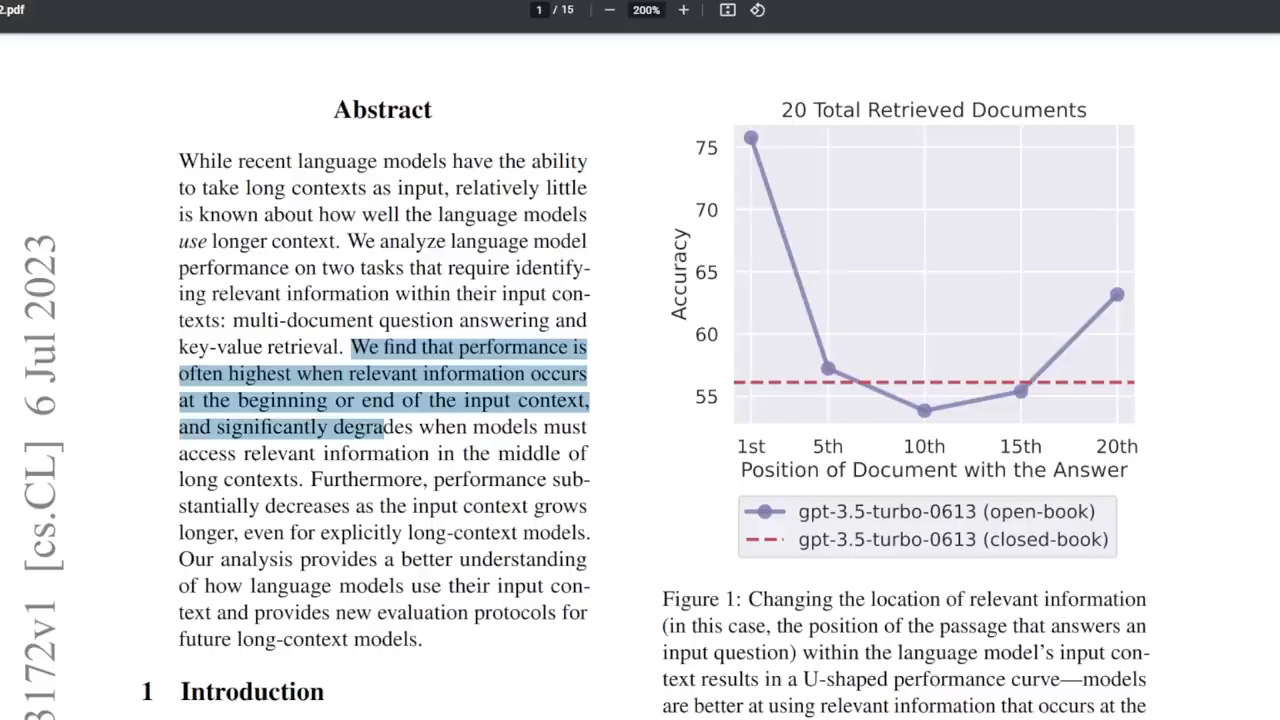 2.pdf
1 / 15
200%
3172v1 [cs.CL] 6 Jul 2023
Abstract
While recent language models have the ability
to take long contexts as input, relatively little
is known about how well the language models
use longer context. We analyze language model
performance on two tasks that require identify-
ing relevant information within their input con-
texts: multi-document question answering and
key-value retrieval. We find that performance is
often highest when relevant information occurs
at the beginning or end of the input context,
and significantly degrades when models must
access relevant information in the middle of
long contexts. Furthermore, performance sub-
stantially decreases as the input context grows
longer, even for explicitly long-context models.
Our analysis provides a better understanding
of how language models use their input con-
text and provides new evaluation protocols for
future long-context models.
1 Introduction
20 Total Retrieved Documents
Accuracy
75
70
65
60
55
1st 5th 10th 15th 20th
Position of Document with the Answer
gpt-3.5-turbo-0613 (open-book)
gpt-3.5-turbo-0613 (closed-book)
Figure 1: Changing the location of relevant information
(in this case, the position of the passage that answers an
input question) within the language model's input con-
text results in a U-shaped performance curve—models
are better at using relevant information that occurs at the